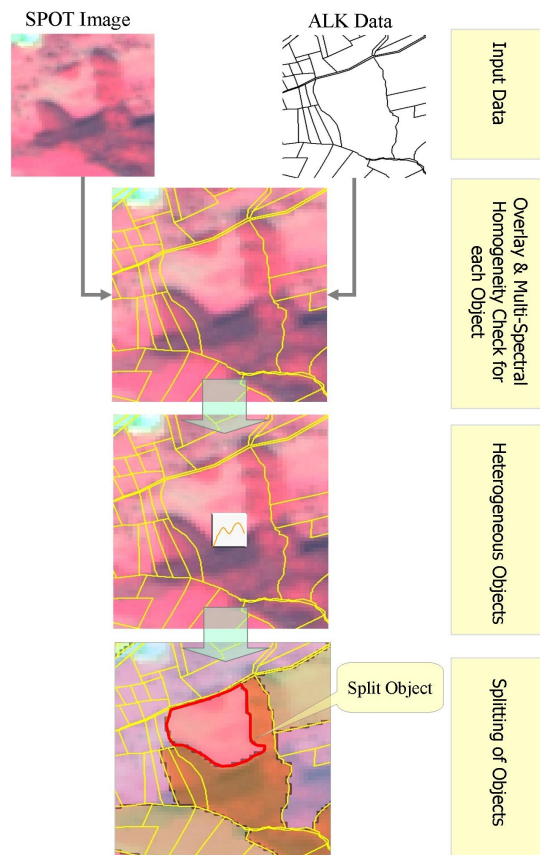 SPOT Image
ALK Data
Input Data
Overlay & Multi-Spectral
Homogeneity Check for
each Object
Heterogeneous Objects
Split Object
Splitting of Objects